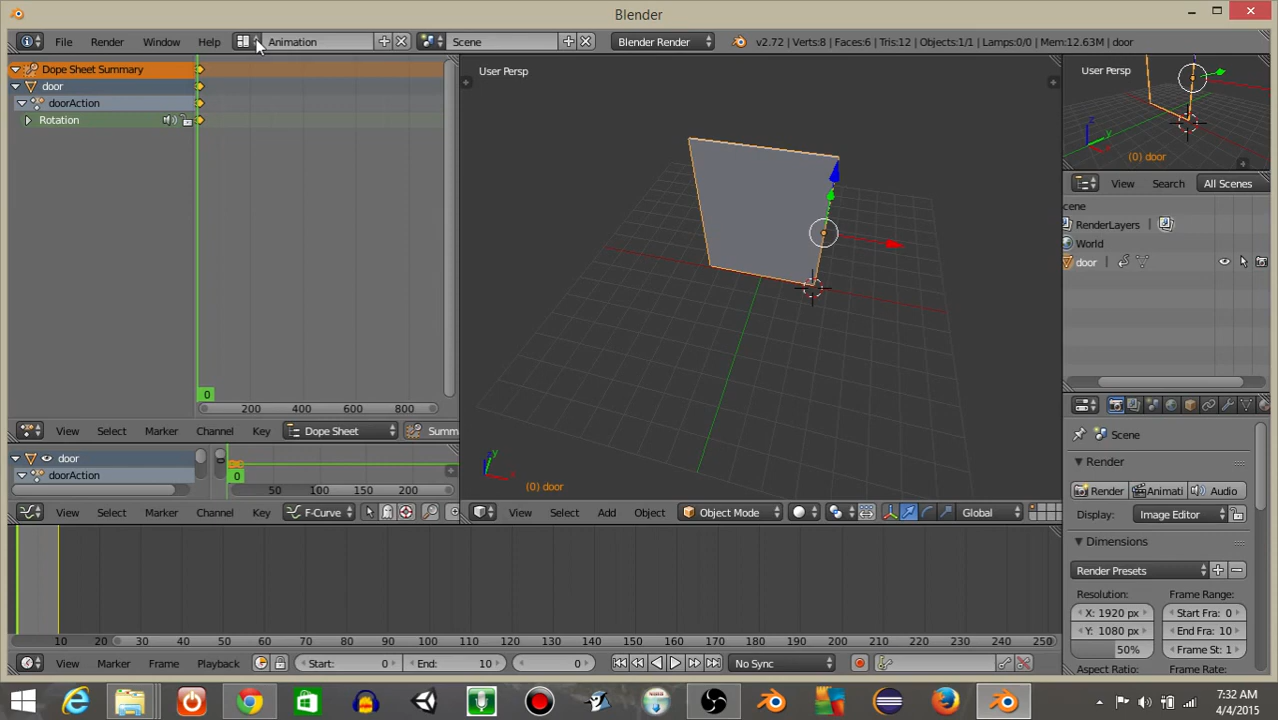 Blender
File Render Window Help Animation Scene Blender Render v2.72 | Verts:8 | Faces:6 | Tris:12 | Objects:1/1 | Lamps:0/0 | Mem:12.63M | door
Dope Sheet Summary
door
doorAction
Rotation
0
200 400 600 800
View Select Marker Channel Key Dope Sheet Summ
door
doorAction
0
50 100 150 200
View Select Marker Channel Key F-Curve
User Persp
(0) door
View Select Add Object Object Mode Global
User Persp
(0) door
View Search All Scenes
cene
RenderLayers
World
door
Scene
Render
Render Animati Audio
Display: Image Editor
Dimensions
Render Presets
Resolution: Frame Range:
X: 1920 px Start Fra: 0
Y: 1080 px End Fra: 10
50% Frame St: 1
Aspect Ratio: Frame Rate:
10 20 30 40 50 60 70 80 90 100 110 120 130 140 150 160 170 180 190 200 210 220 230 240 250
View Marker Frame Playback Start: 0 End: 10 0 No Sync
7:32 AM
4/4/2015